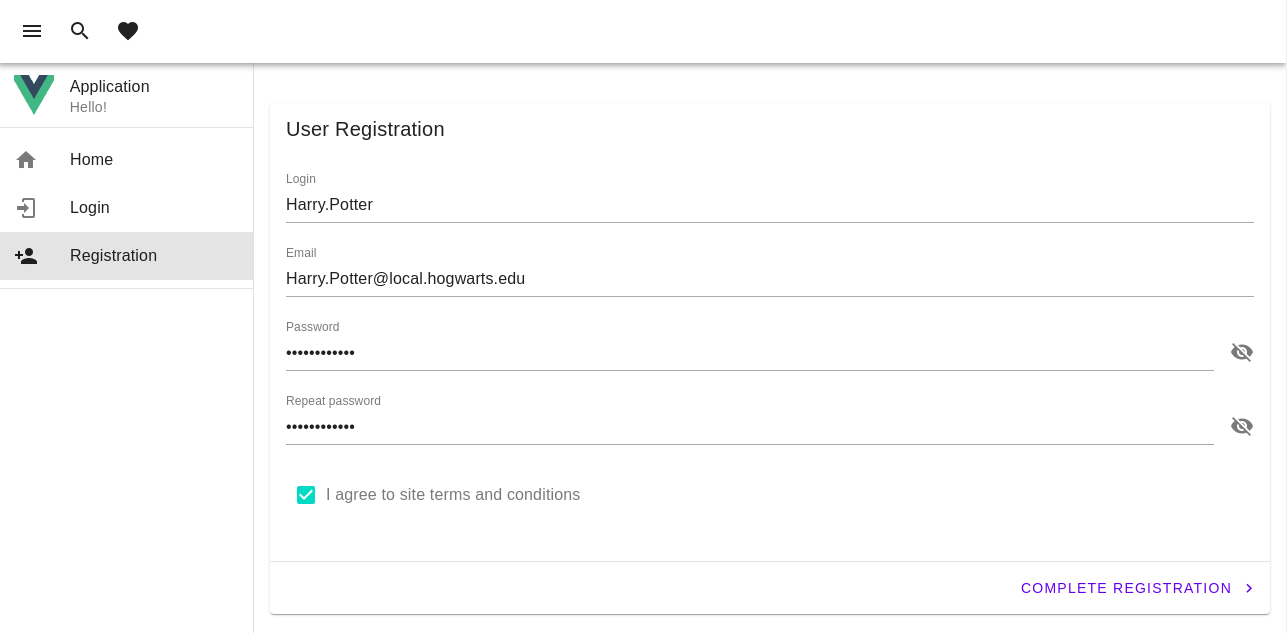 Application
Hello!
Home
Login
Registration
User Registration
Login
Harry.Potter
Email
Harry.Potter@local.hogwarts.edu
Password
••••••••••••
Repeat password
••••••••••••
I agree to site terms and conditions
COMPLETE REGISTRATION